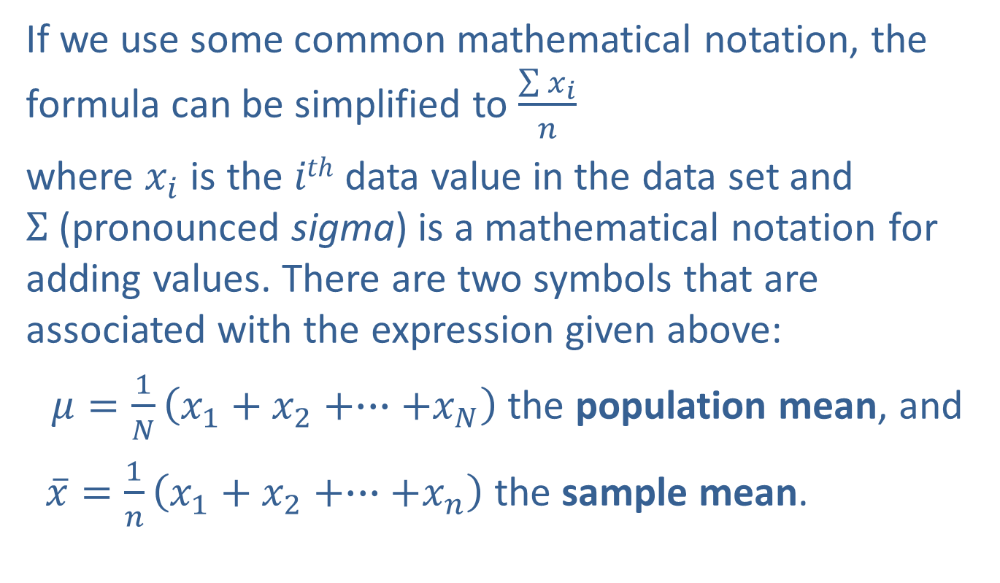 If we use some common mathematical notation, the
formula can be simplified to $\frac{\sum x_i}{n}$
where $x_i$ is the $i^{th}$ data value in the data set and
Σ (pronounced sigma) is a mathematical notation for
adding values. There are two symbols that are
associated with the expression given above:
$\mu = \frac{1}{N}(x_1 + x_2 + \cdots + x_N)$ the population mean, and
$\bar{x} = \frac{1}{n}(x_1 + x_2 + \cdots + x_n)$ the sample mean.